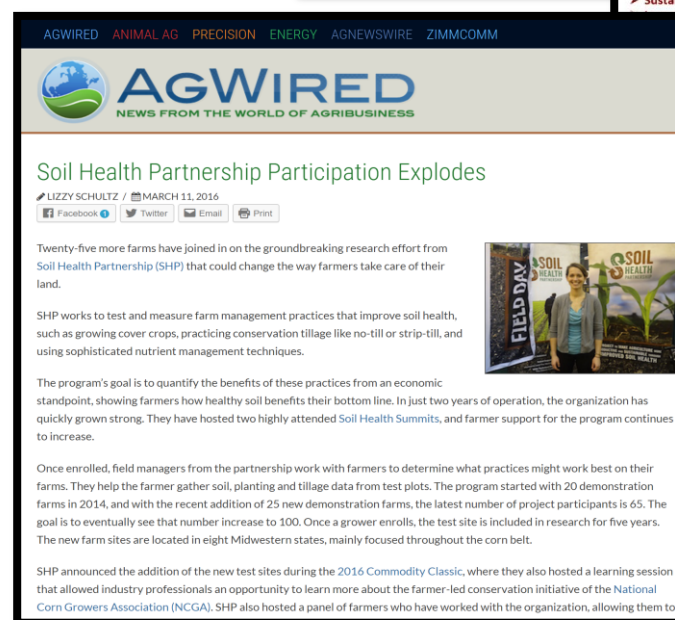 Susta
AGWIRED ANIMAL AG PRECISION ENERGY AGNEWSWIRE ZIMMCOMM
AGWIRED
NEWS FROM THE WORLD OF AGRIBUSINESS
Soil Health Partnership Participation Explodes
LIZZY SCHULTZ / MARCH 11, 2016
Facebook 1 Twitter Email Print
Twenty-five more farms have joined in on the groundbreaking research effort from
Soil Health Partnership (SHP) that could change the way farmers take care of their
land.
SHP works to test and measure farm management practices that improve soil health,
such as growing cover crops, practicing conservation tillage like no-till or strip-till, and
using sophisticated nutrient management techniques.
FIELD DAY
SOIL
HEALTH
PARTNERSHIP
SOIL
HEALTH
PARTNERSHIP
IMPROVED SOIL HEALTH
The program's goal is to quantify the benefits of these practices from an economic
standpoint, showing farmers how healthy soil benefits their bottom line. In just two years of operation, the organization has
quickly grown strong. They have hosted two highly attended Soil Health Summits, and farmer support for the program continues
to increase.
Once enrolled, field managers from the partnership work with farmers to determine what practices might work best on their
farms. They help the farmer gather soil, planting and tillage data from test plots. The program started with 20 demonstration
farms in 2014, and with the recent addition of 25 new demonstration farms, the latest number of project participants is 65. The
goal is to eventually see that number increase to 100. Once a grower enrolls, the test site is included in research for five years.
The new farm sites are located in eight Midwestern states, mainly focused throughout the corn belt.
SHP announced the addition of the new test sites during the 2016 Commodity Classic, where they also hosted a learning session
that allowed industry professionals an opportunity to learn more about the farmer-led conservation initiative of the National
Corn Growers Association (NCGA). SHP also hosted a panel of farmers who have worked with the organization, allowing them to